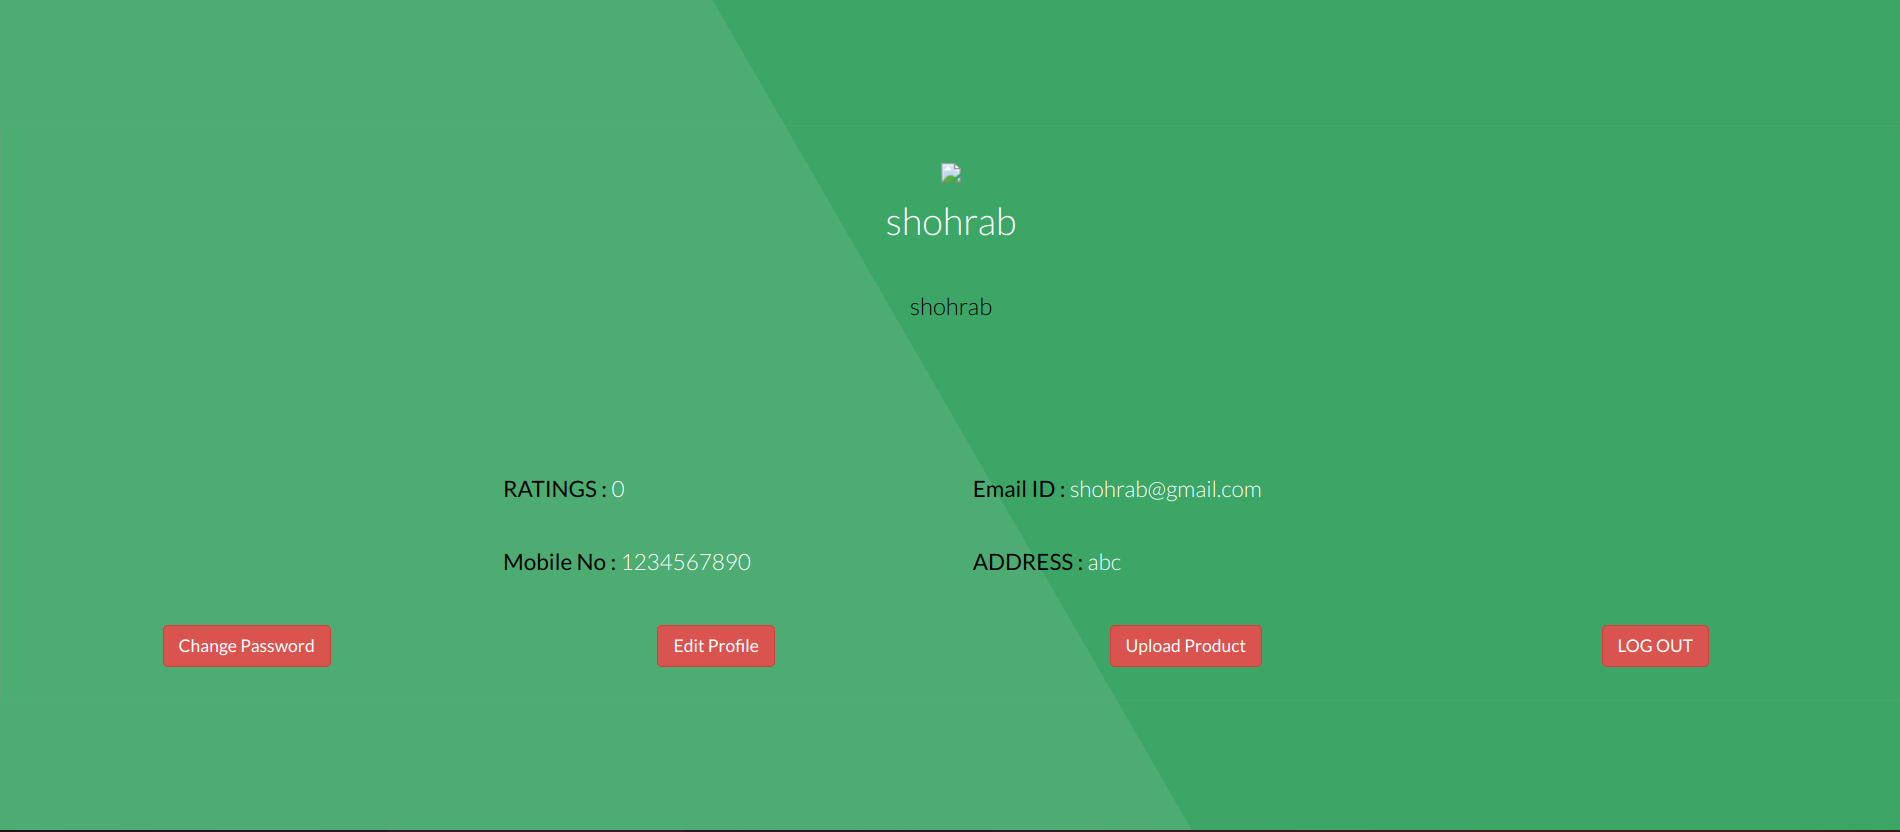 shohrab
shohrab
RATINGS : 0 Email ID : shohrab@gmail.com
Mobile No : 1234567890 ADDRESS : abc
Change Password Edit Profile Upload Product LOG OUT